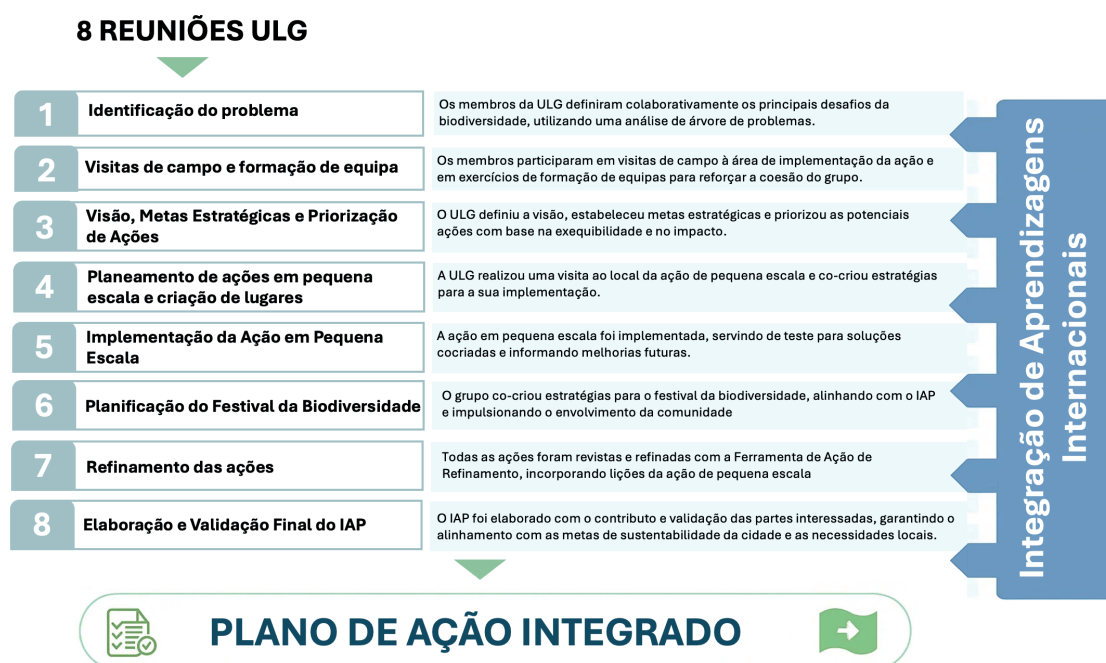 8 REUNIÕES ULG
1
Identificação do problema
Os membros da ULG definiram colaborativamente os principais desafios da
biodiversidade, utilizando uma análise de árvore de problemas.
2
Visitas de campo e formação de equipa
Os membros participaram em visitas de campo à área de implementação da ação e
em exercícios de formação de equipas para reforçar a coesão do grupo.
3
Visão, Metas Estratégicas e Priorização
de Ações
O ULG definiu a visão, estabeleceu metas estratégicas e priorizou as potenciais
ações com base na exequibilidade e no impacto.
4
Planeamento de ações em pequena
escala e criação de lugares
A ULG realizou uma visita ao local da ação de pequena escala e co-criou estratégias
para a sua implementação.
5
Implementação da Ação em Pequena
Escala
A ação em pequena escala foi implementada, servindo de teste para soluções
cocriadas e informando melhorias futuras.
6
Planificação do Festival da Biodiversidade
O grupo co-criou estratégias para o festival da biodiversidade, alinhando com o IAP
e impulsionando o envolvimento da comunidade
7
Refinamento das ações
Todas as ações foram revistas e refinadas com a Ferramenta de Ação de
Refinamento, incorporando lições da ação de pequena escala
8
Elaboração e Validação Final do IAP
O IAP foi elaborado com o contributo e validação das partes interessadas, garantindo o
alinhamento com as metas de sustentabilidade da cidade e as necessidades locais.
Integração de Aprendizagens
Internacionais
PLANO DE AÇÃO INTEGRADO